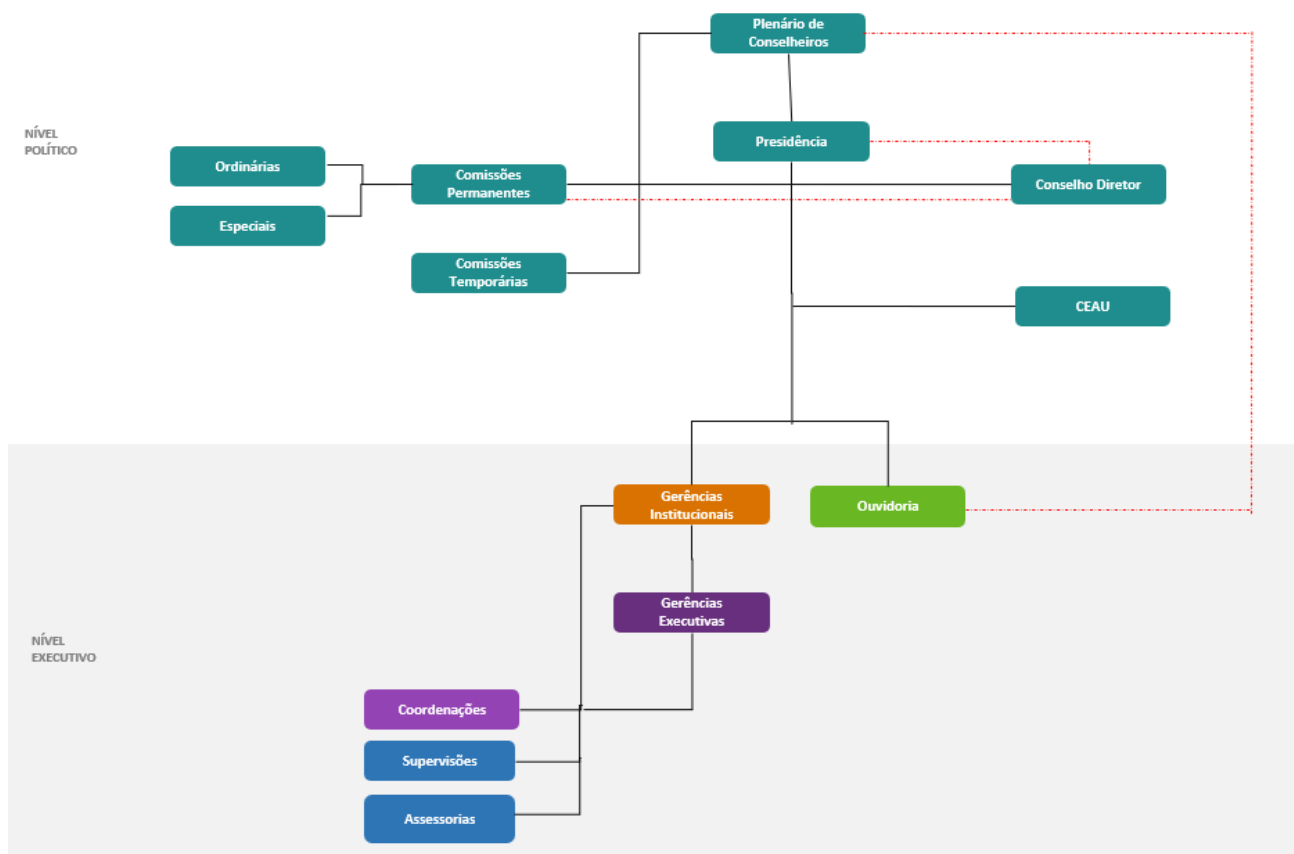 Plenário de
Conselheiros
NÍVEL
POLÍTICO
Presidência
Ordinárias
Comissões
Permanentes
Conselho Diretor
Especiais
Comissões
Temporárias
CEAU
Gerências
Institucionais
Ouvidoria
Gerências
Executivas
NÍVEL
EXECUTIVO
Coordenações
Supervisões
Assessorias